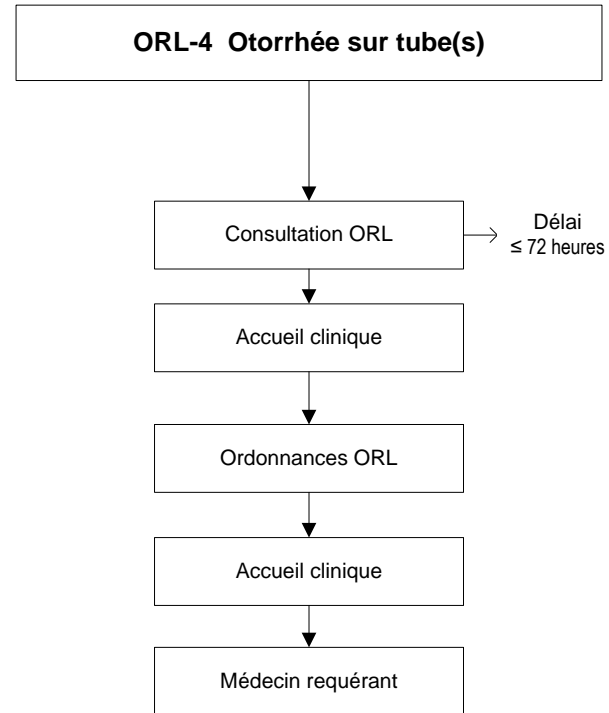 ORL-4 Otorrhée sur tube(s)
Consultation ORL
Délai
≤ 72 heures
Accueil clinique
Ordonnances ORL
Accueil clinique
Médecin requérant